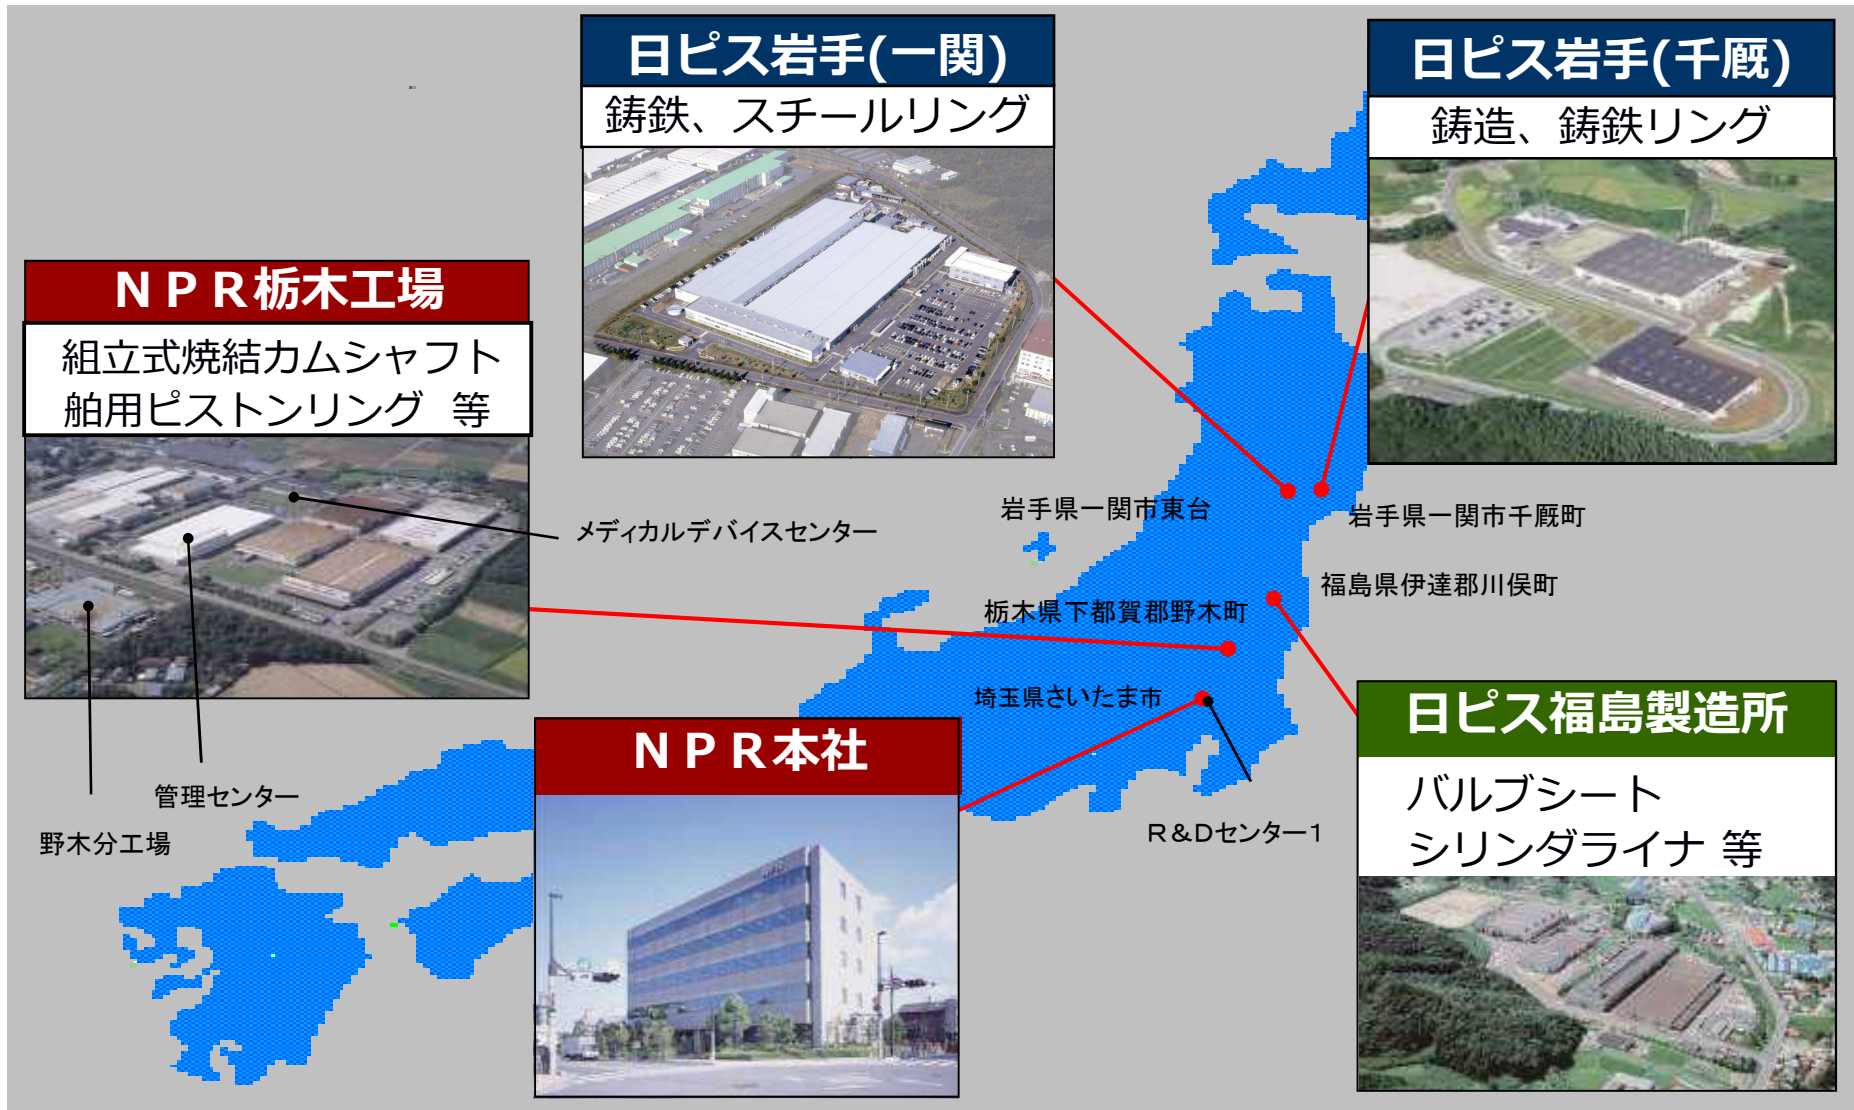 日ピス岩手(一関)
鋳鉄、スチールリング
日ピス岩手(千厩)
鋳造、鋳鉄リング
ＮＰＲ栃木工場
組立式焼結カムシャフト
舶用ピストンリング 等
メディカルデバイスセンター
管理センター
野木分工場
岩手県一関市東台
岩手県一関市千厩町
福島県伊達郡川俣町
栃木県下都賀郡野木町
埼玉県さいたま市
ＮＰＲ本社
Ｒ＆Ｄセンター1
日ピス福島製造所
バルブシート
シリンダライナ 等